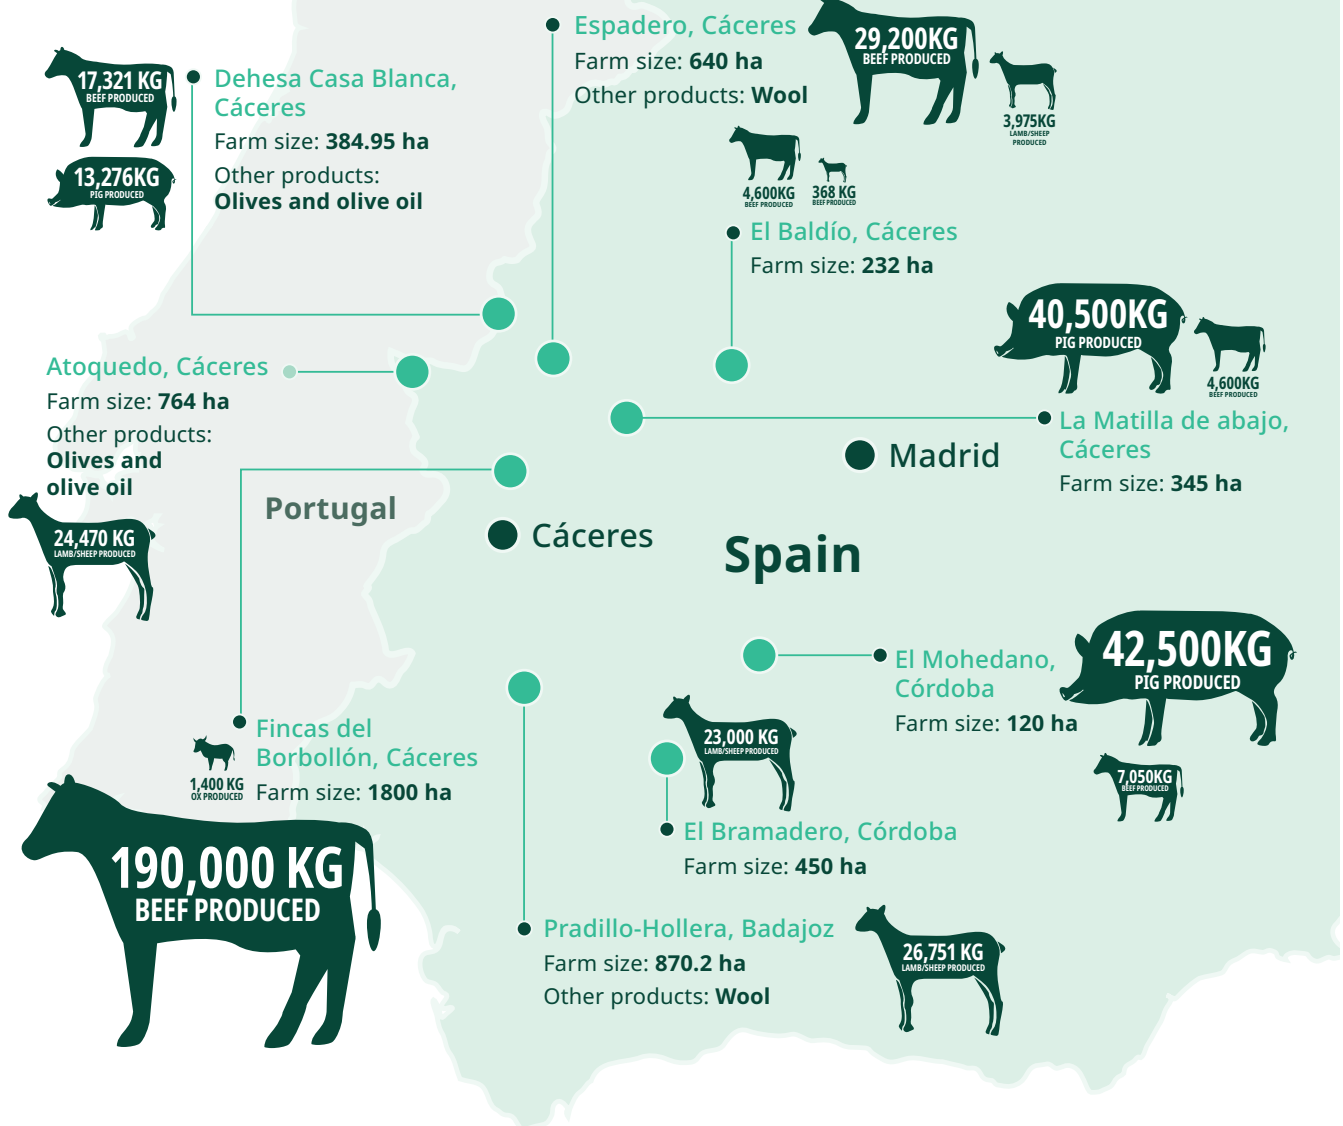 17,321 KG
BEEF PRODUCED
13,276KG
PIG PRODUCED
Dehesa Casa Blanca,
Cáceres
Farm size: 384.95 ha
Other products:
Olives and olive oil
Espadero, Cáceres
Farm size: 640 ha
Other products: Wool
29,200KG
BEEF PRODUCED
3,975KG
LAMB/SHEEP
PRODUCED
4,600KG
BEEF PRODUCED
368 KG
BEEF PRODUCED
El Baldío, Cáceres
Farm size: 232 ha
40,500KG
PIG PRODUCED
4,600KG
BEEF PRODUCED
La Matilla de abajo,
Cáceres
Farm size: 345 ha
Atoquedo, Cáceres
Farm size: 764 ha
Other products:
Olives and
olive oil
24,470 KG
LAMB/SHEEP PRODUCED
Portugal
Madrid
Cáceres
Spain
El Mohedano,
Córdoba
Farm size: 120 ha
42,500KG
PIG PRODUCED
7,050KG
BEEF PRODUCED
Fincas del
Borbollón, Cáceres
Farm size: 1800 ha
1,400 KG
OX PRODUCED
190,000 KG
BEEF PRODUCED
23,000 KG
LAMB/SHEEP PRODUCED
El Bramadero, Córdoba
Farm size: 450 ha
Pradillo-Hollera, Badajoz
Farm size: 870.2 ha
Other products: Wool
26,751 KG
LAMB/SHEEP PRODUCED